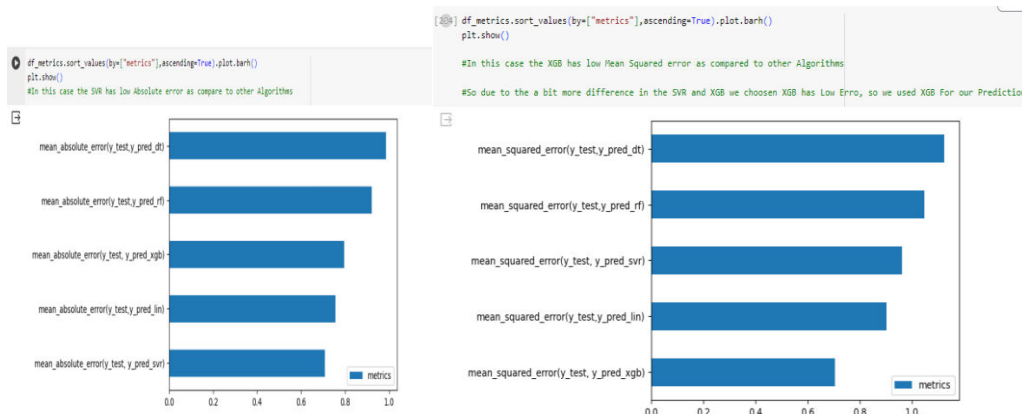 df_metrics.sort_values(by=["metrics"],ascending=True).plot.barh()
plt.show()
#In this case the SVR has low Absolute error as compare to other Algorithms
mean_absolute_error(y_test,y_pred_dt)
mean_absolute_error(y_test,y_pred_rf)
mean_absolute_error(y_test, y_pred_xgb)
mean_absolute_error(y_test,y_pred_lin)
mean_absolute_error(y_test, y_pred_svr)
metrics
0.0 0.2 0.4 0.6 0.8 1.0
[204] df_metrics.sort_values(by=["metrics"],ascending=True).plot.barh()
plt.show()
#In this case the XGB has low Mean Squared error as compared to other Algorithms
#So due to the a bit more difference in the SVR and XGB we choosen XGB has Low Erro, so we used XGB For our Prediction
mean_squared_error(y_test,y_pred_dt)
mean_squared_error(y_test,y_pred_rf)
mean_squared_error(y_test, y_pred_svr)
mean_squared_error(y_test,y_pred_lin)
mean_squared_error(y_test, y_pred_xgb)
metrics
0.0 0.2 0.4 0.6 0.8 1.0